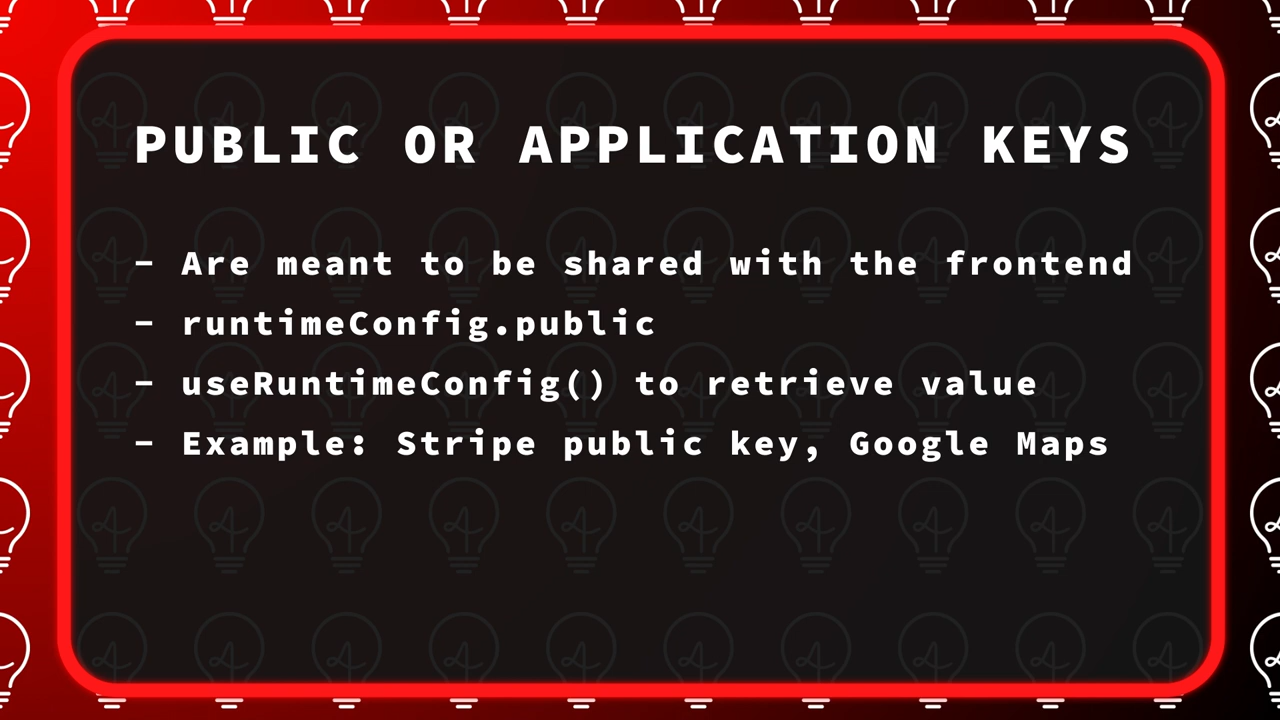 PUBLIC OR APPLICATION KEYS
- Are meant to be shared with the frontend
- runtimeConfig.public
- useRuntimeConfig() to retrieve value
- Example: Stripe public key, Google Maps